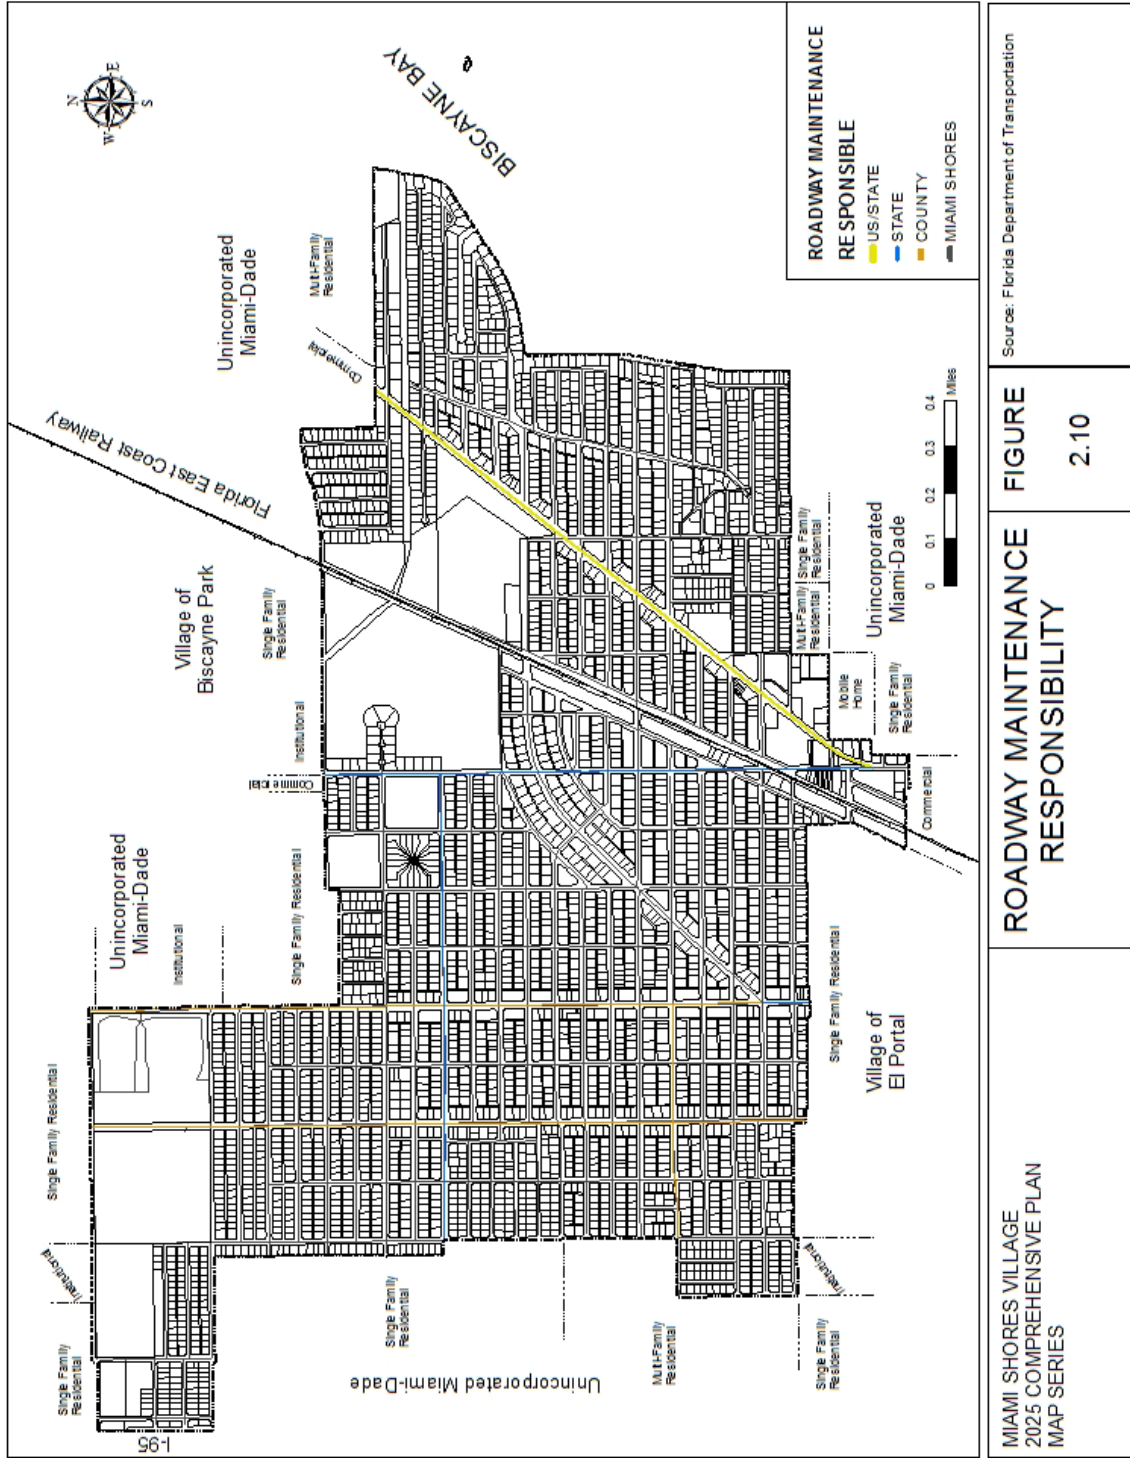 N
W
E
S
BISCAYNE BAY
Florida East Coast Railway
Unincorporated
Miami-Dade
Multi-Family
Residential
Commercial
Village of
Biscayne Park
Single Family
Residential
Institutional
Commercial
Unincorporated
Miami-Dade
Institutional
Single Family Residential
Single Family Residential
Institutional
Single Family
Residential
I-95
Unincorporated Miami-Dade
Single Family
Residential
Multi-Family
Residential
Single Family
Residential
Institutional
Village of
El Portal
Single Family Residential
Commercial
Mobile
Home
Single Family
Residential
Multi-Family
Residential
Single Family
Residential
Unincorporated
Miami-Dade
0
0.1
0.2
0.3
0.4
Miles
ROADWAY MAINTENANCE
RESPONSIBLE
US/STATE
STATE
COUNTY
MIAMI SHORES
MIAMI SHORES VILLAGE
2025 COMPREHENSIVE PLAN
MAP SERIES
ROADWAY MAINTENANCE
RESPONSIBILITY
FIGURE
2.10
Source: Florida Department of Transportation